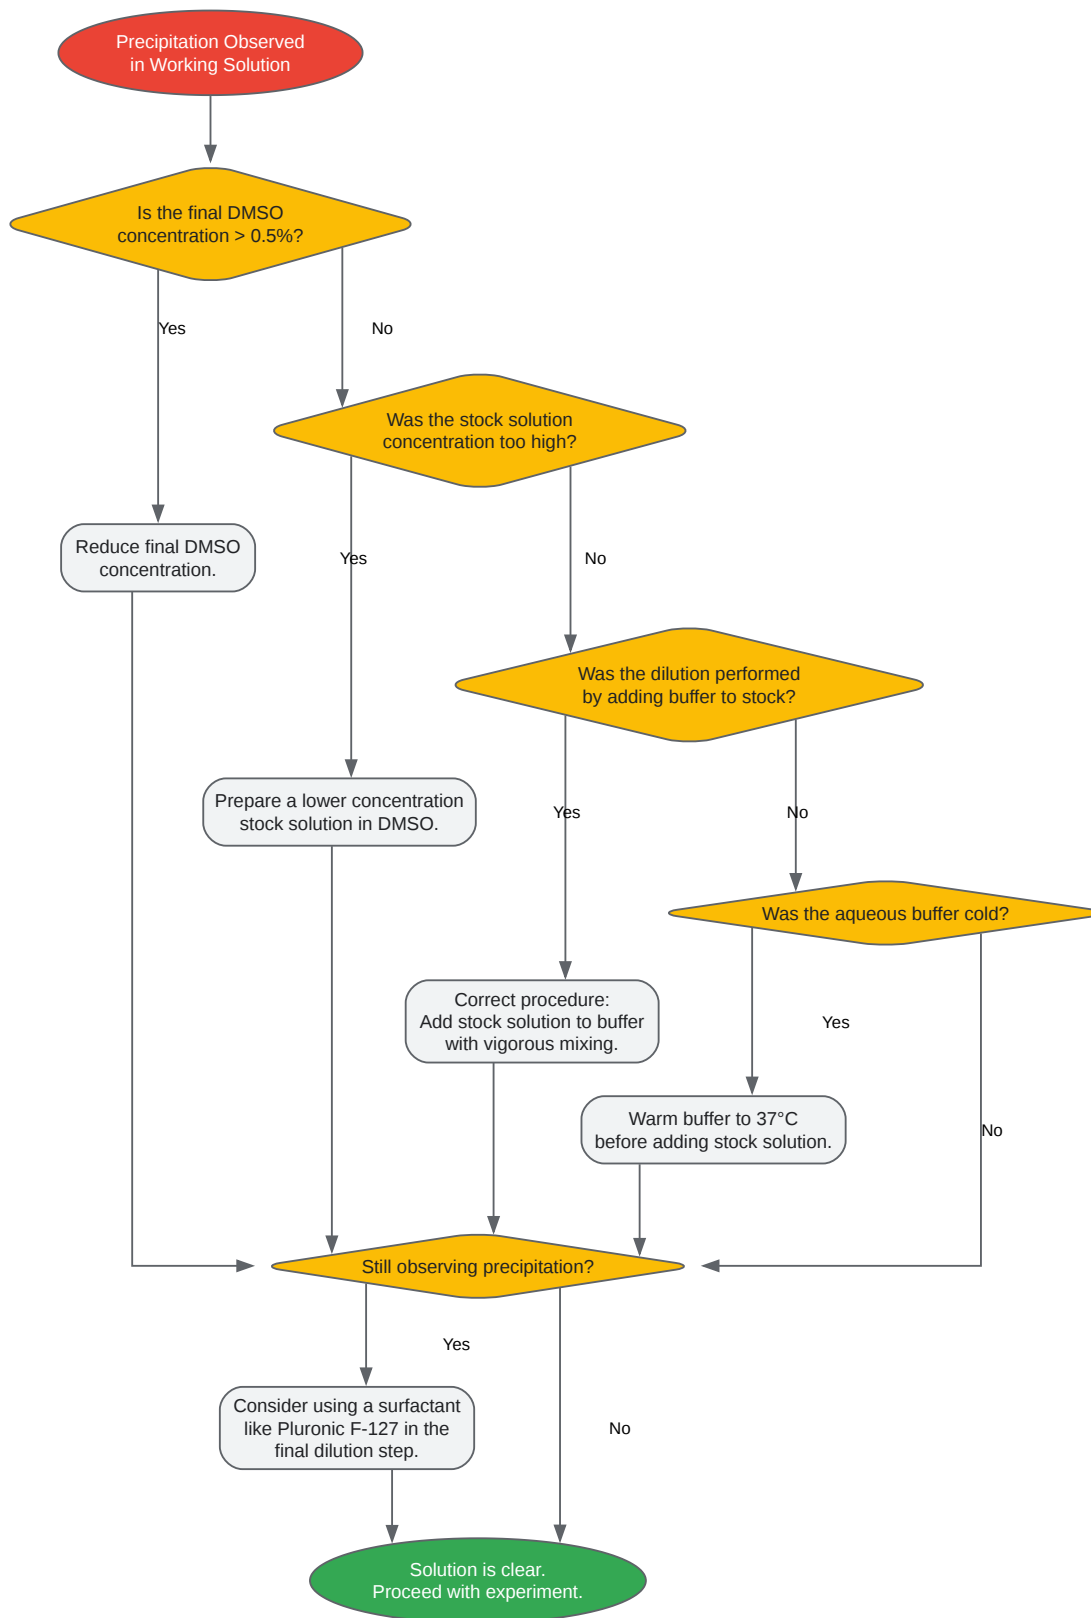 Precipitation Observed
in Working Solution
Is the final DMSO
concentration > 0.5%?
Yes
No
Was the stock solution
concentration too high?
Reduce final DMSO
concentration.
Yes
No
Was the dilution performed
by adding buffer to stock?
Prepare a lower concentration
stock solution in DMSO.
Yes
No
Was the aqueous buffer cold?
Correct procedure:
Add stock solution to buffer
with vigorous mixing.
Yes
Warm buffer to 37°C
before adding stock solution.
No
Still observing precipitation?
Yes
Consider using a surfactant
like Pluronic F-127 in the
final dilution step.
No
Solution is clear.
Proceed with experiment.